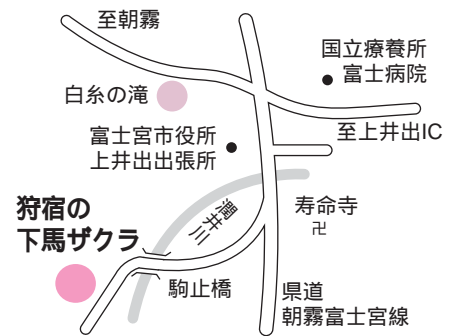 至朝霧
国立療養所
富士病院
白糸の滝
至上井出IC
富士宮市役所
上井出出張所
狩宿の
下馬ザクラ
潤井川
寿命寺
卍
駒止橋
県道
朝霧富士宮線